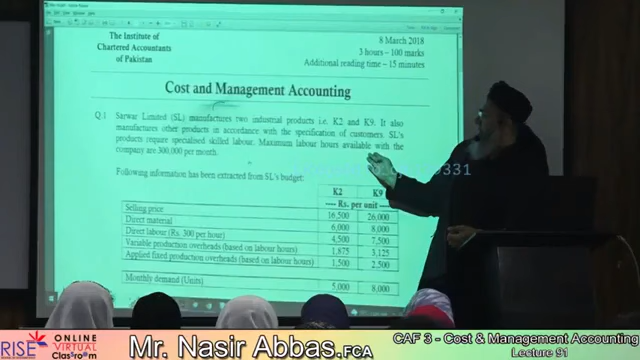 The Institute of
Chartered Accountants
of Pakistan
8 March 2018
3 hours – 100 marks
Additional reading time – 15 minutes
Cost and Management Accounting
Q.1 Sarwar Limited (SL) manufactures two industrial products i.e. K2 and K9. It also
manufactures other products in accordance with the specification of customers. SL's
products require specialised skilled labour. Maximum labour hours available with the
company are 300,000 per month.
Following information has been extracted from SL's budget:
K2 K9
---- Rs. per unit ----
Selling price 16,500 26,000
Direct material 6,000 8,000
Direct labour (Rs. 300 per hour) 4,500 7,500
Variable production overheads (based on labour hours) 1,875 3,125
Applied fixed production overheads (based on labour hours) 1,500 2,500
Monthly demand (Units) 5,000 8,000
RISE ONLINE
VIRTUAL
Classroom
Mr. Nasir Abbas.FCA
CAF 3 - Cost & Management Accounting
Lecture 91